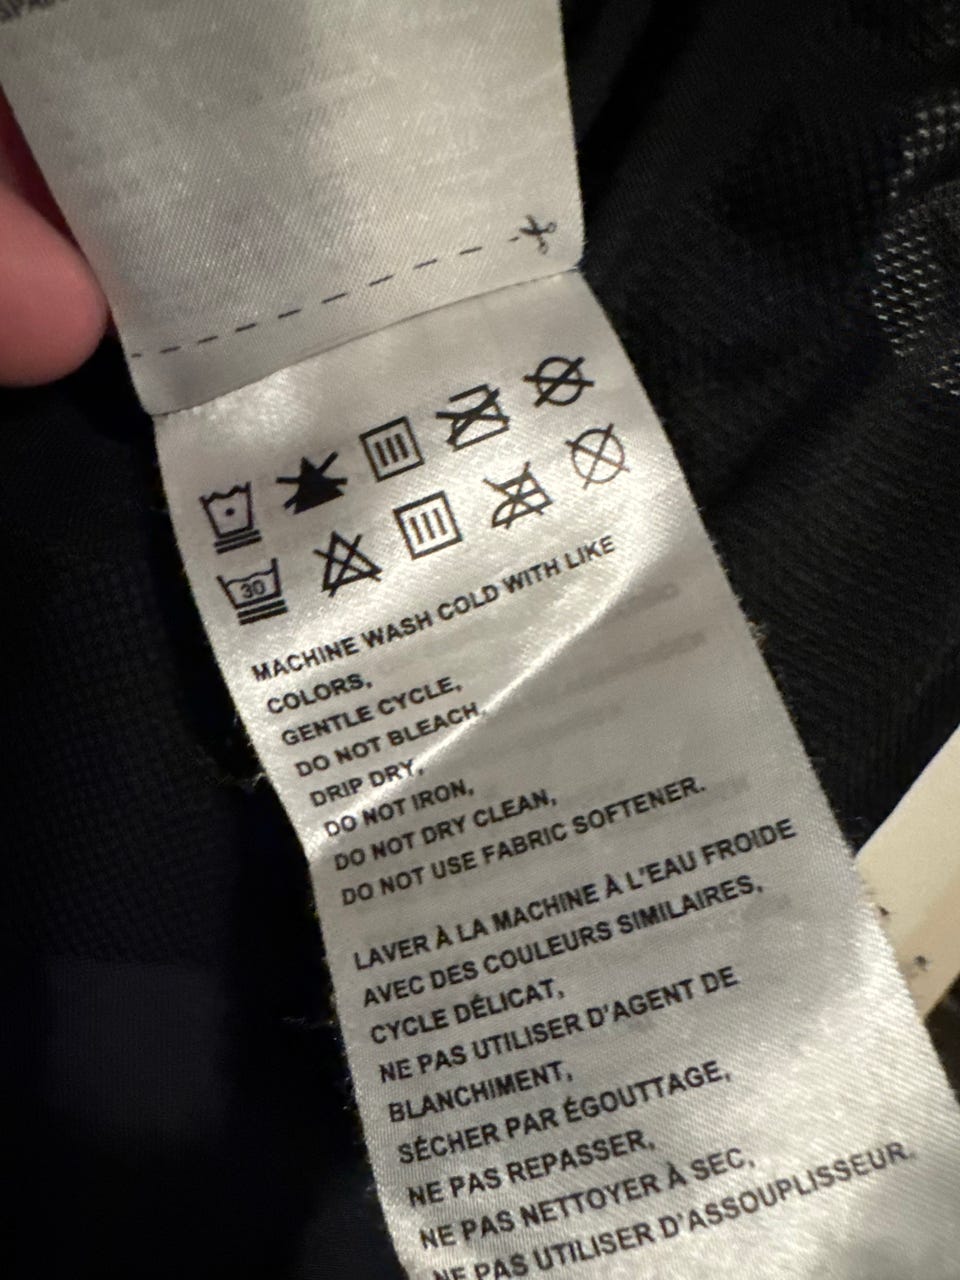 30
MACHINE WASH COLD WITH LIKE
COLORS,
GENTLE CYCLE,
DO NOT BLEACH,
DRIP DRY,
DO NOT IRON,
DO NOT DRY CLEAN,
DO NOT USE FABRIC SOFTENER.
LAVER À LA MACHINE À L'EAU FROIDE
AVEC DES COULEURS SIMILAIRES,
CYCLE DÉLICAT,
NE PAS UTILISER D'AGENT DE
BLANCHIMENT,
SÉCHER PAR ÉGOUTTAGE,
NE PAS REPASSER,
NE PAS NETTOYER À SEC,
NE PAS UTILISER D'ASSOUPLISSEUR.